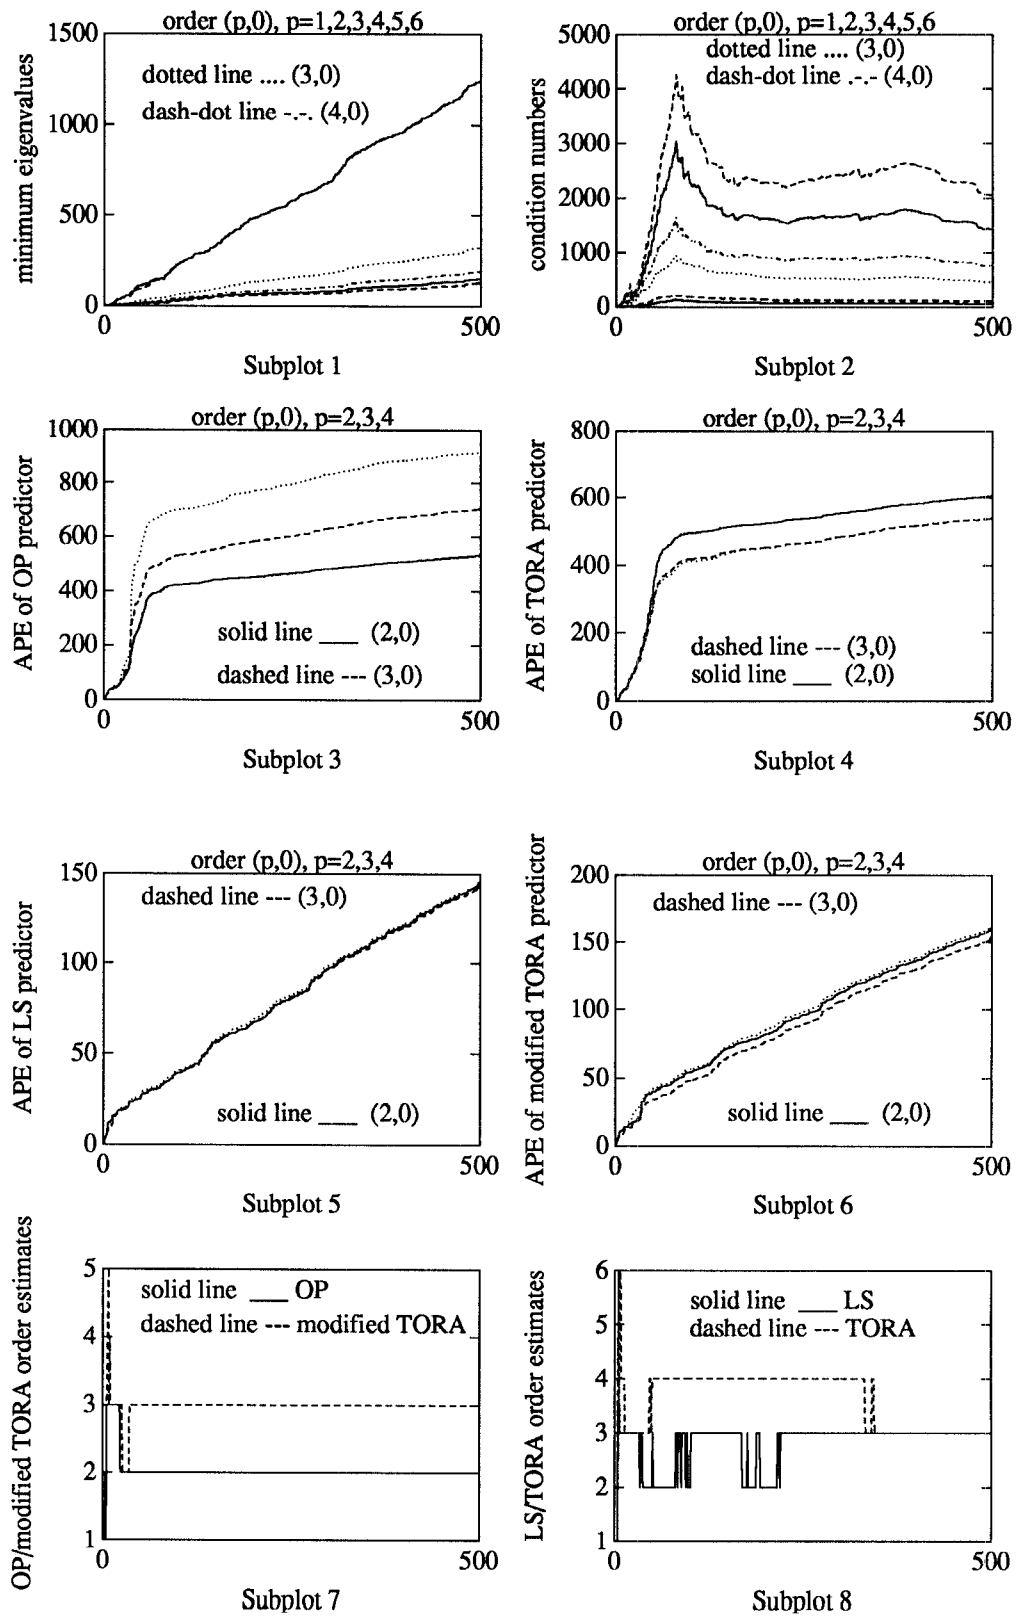 order (p,0), p=1,2,3,4,5,6
minimum eigenvalues
1500
1000
500
0
dotted line .... (3,0)
dash-dot line -.-. (4,0)
0
500
Subplot 1
order (p,0), p=1,2,3,4,5,6
condition numbers
5000
4000
3000
2000
1000
0
dotted line .... (3,0)
dash-dot line .-.- (4,0)
0
500
Subplot 2
order (p,0), p=2,3,4
APE of OP predictor
1000
800
600
400
200
0
solid line ___ (2,0)
dashed line --- (3,0)
0
500
Subplot 3
order (p,0), p=2,3,4
APE of TORA predictor
800
600
400
200
0
dashed line --- (3,0)
solid line ___ (2,0)
0
500
Subplot 4
order (p,0), p=2,3,4
APE of LS predictor
150
100
50
0
dashed line --- (3,0)
solid line ___ (2,0)
0
500
Subplot 5
order (p,0), p=2,3,4
APE of modified TORA predictor
200
150
100
50
0
dashed line --- (3,0)
solid line ___ (2,0)
0
500
Subplot 6
OP/modified TORA order estimates
5
4
3
2
1
solid line ___ OP
dashed line --- modified TORA
0
500
Subplot 7
LS/TORA order estimates
6
5
4
3
2
1
solid line ___ LS
dashed line --- TORA
0
500
Subplot 8